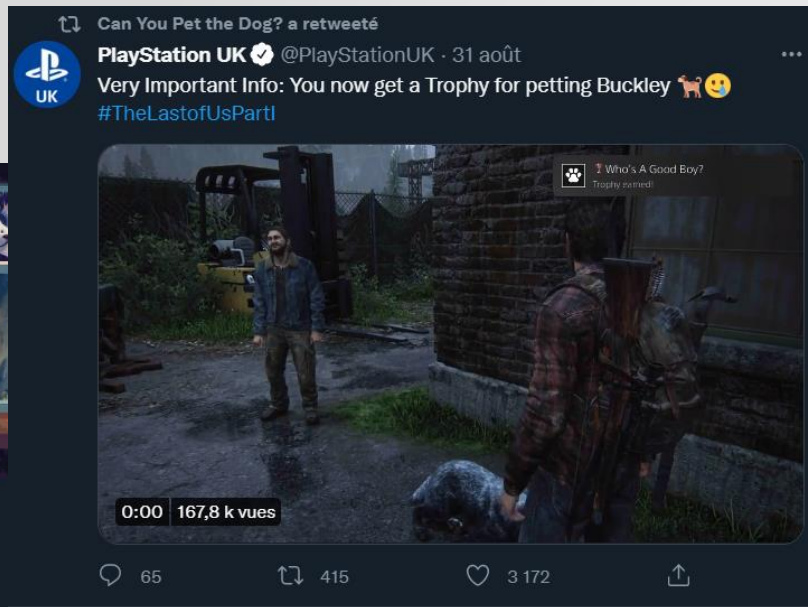 Can You Pet the Dog? a retweeté
PlayStation UK @PlayStationUK · 31 août
UK
Very Important Info: You now get a Trophy for petting Buckley 🐕🥲
#TheLastofUsPartI
Who's A Good Boy?
Trophy earned!
0:00 167,8 k vues
65 415 3 172